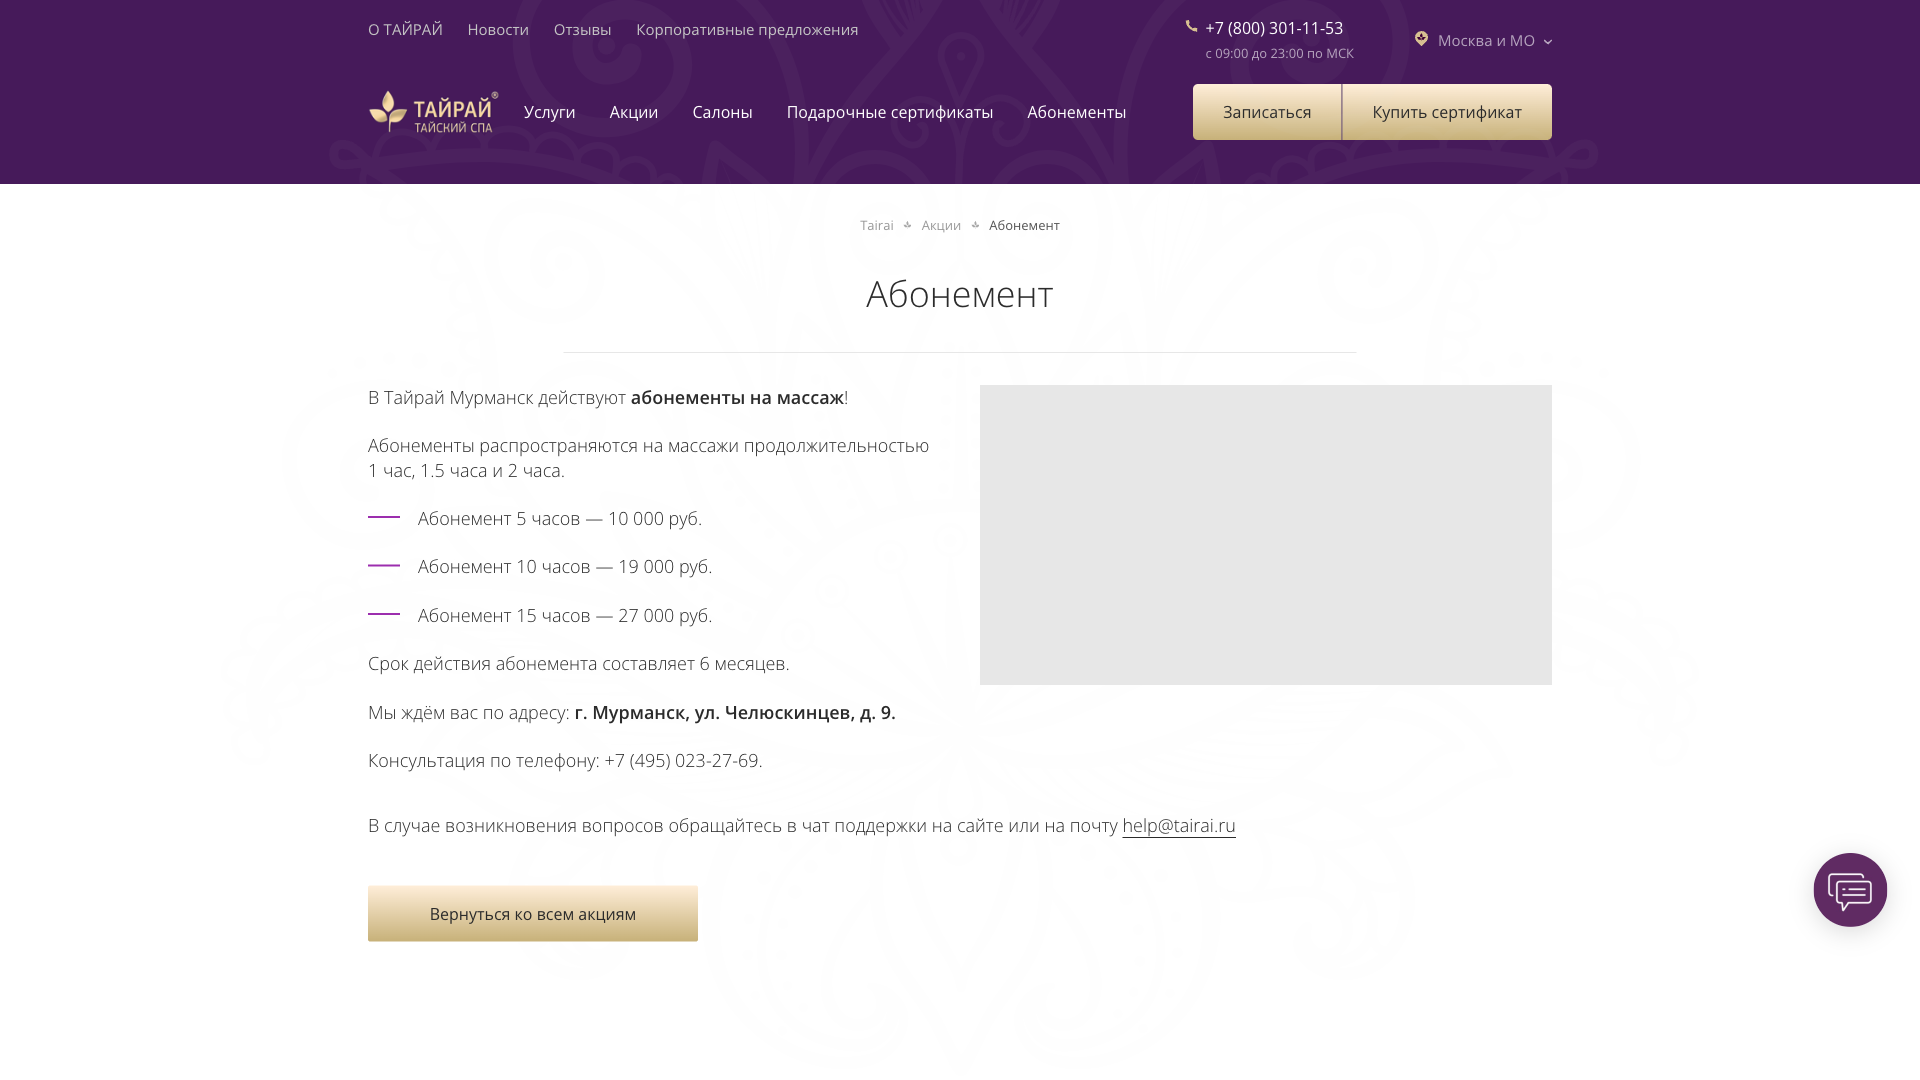 О ТАЙРАЙ Новости Отзывы Корпоративные предложения
+7 (800) 301-11-53
с 09:00 до 23:00 по МСК
Москва и МО
ТАЙРАЙ®
ТАЙСКИЙ СПА
Услуги Акции Салоны Подарочные сертификаты Абонементы
Записаться Купить сертификат
Tairai Акции Абонемент
Абонемент
В Тайрай Мурманск действуют абонементы на массаж!
Абонементы распространяются на массажи продолжительностью
1 час, 1.5 часа и 2 часа.
Абонемент 5 часов — 10 000 руб.
Абонемент 10 часов — 19 000 руб.
Абонемент 15 часов — 27 000 руб.
Срок действия абонемента составляет 6 месяцев.
Мы ждём вас по адресу: г. Мурманск, ул. Челюскинцев, д. 9.
Консультация по телефону: +7 (495) 023-27-69.
В случае возникновения вопросов обращайтесь в чат поддержки на сайте или на почту help@tairai.ru
Вернуться ко всем акциям